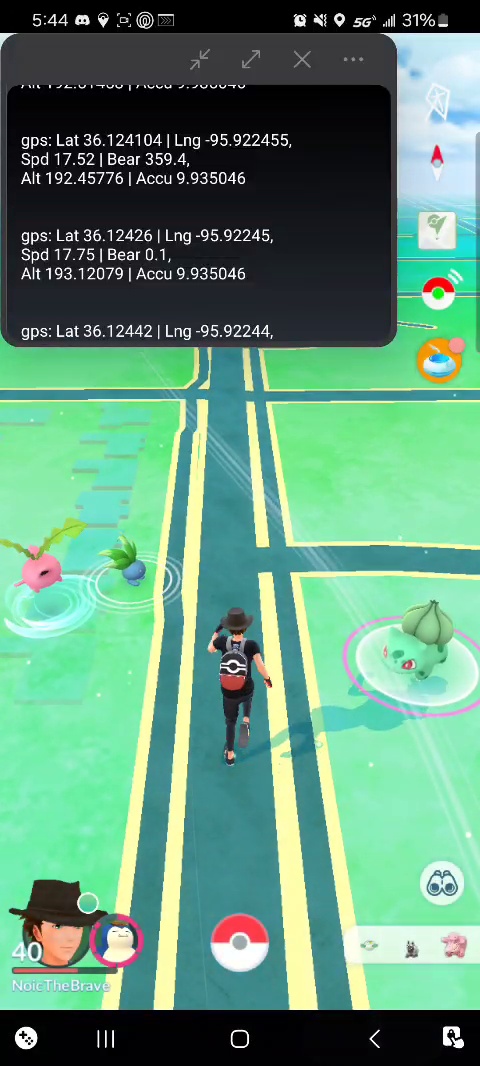 5:44
5G
31%
gps: Lat 36.124104 | Lng -95.922455,
Spd 17.52 | Bear 359.4,
Alt 192.45776 | Accu 9.935046
gps: Lat 36.12426 | Lng -95.92245,
Spd 17.75 | Bear 0.1,
Alt 193.12079 | Accu 9.935046
gps: Lat 36.12442 | Lng -95.92244,
40
NoicTheBrave